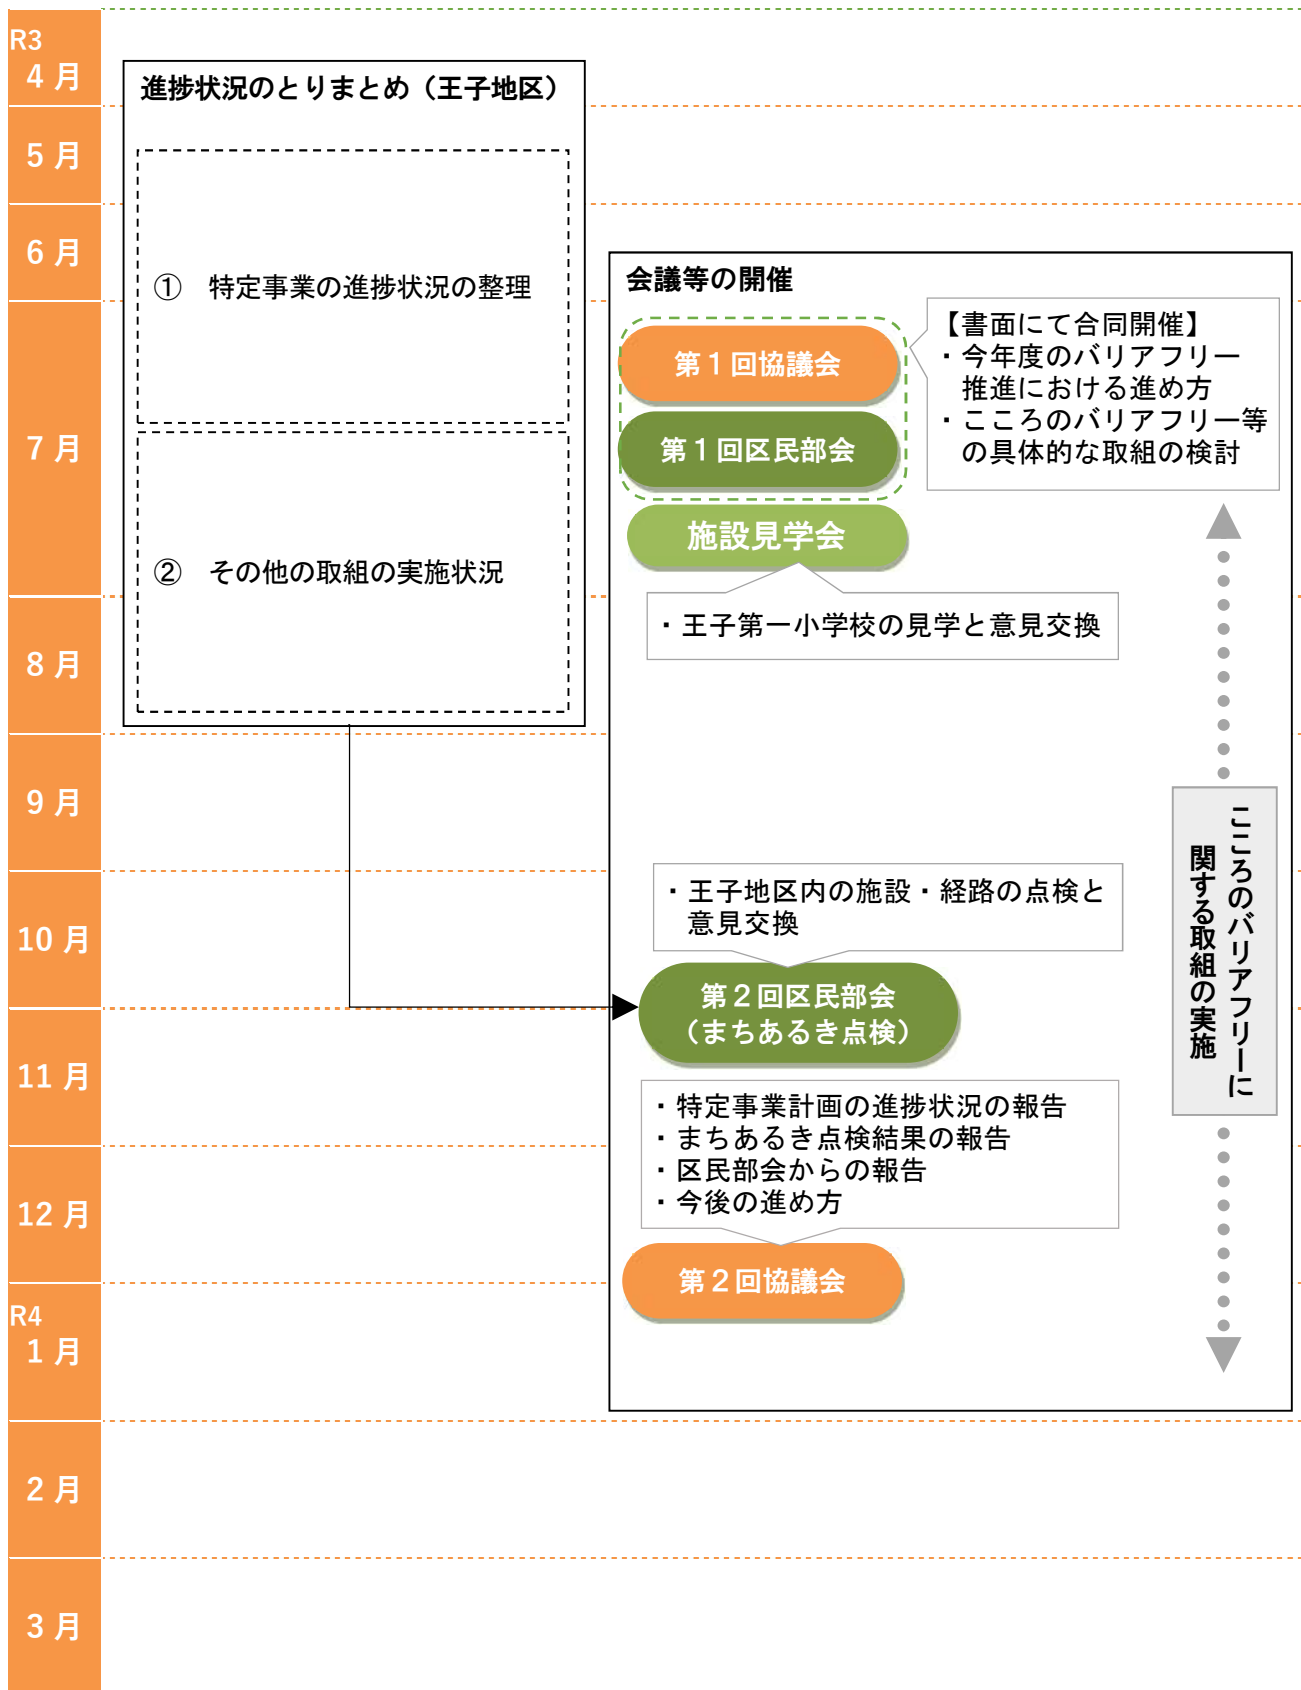 R3
4 月
5 月
6 月
7 月
8 月
9 月
10 月
11 月
12 月
R4
1 月
2 月
3 月
進捗状況のとりまとめ（王子地区）
① 特定事業の進捗状況の整理
② その他の取組の実施状況
会議等の開催
第１回協議会
第１回区民部会
【書面にて合同開催】
・今年度のバリアフリー
推進における進め方
・こころのバリアフリー等
の具体的な取組の検討
施設見学会
・王子第一小学校の見学と意見交換
・王子地区内の施設・経路の点検と
意見交換
第２回区民部会
（まちあるき点検）
・特定事業計画の進捗状況の報告
・まちあるき点検結果の報告
・区民部会からの報告
・今後の進め方
第２回協議会
こころのバリアフリーに
関する取組の実施